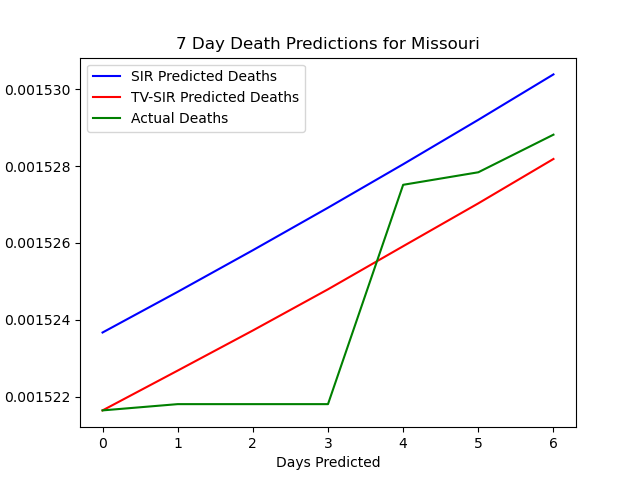 7 Day Death Predictions for Missouri
SIR Predicted Deaths
TV-SIR Predicted Deaths
Actual Deaths
0.001530
0.001528
0.001526
0.001524
0.001522
0 1 2 3 4 5 6
Days Predicted